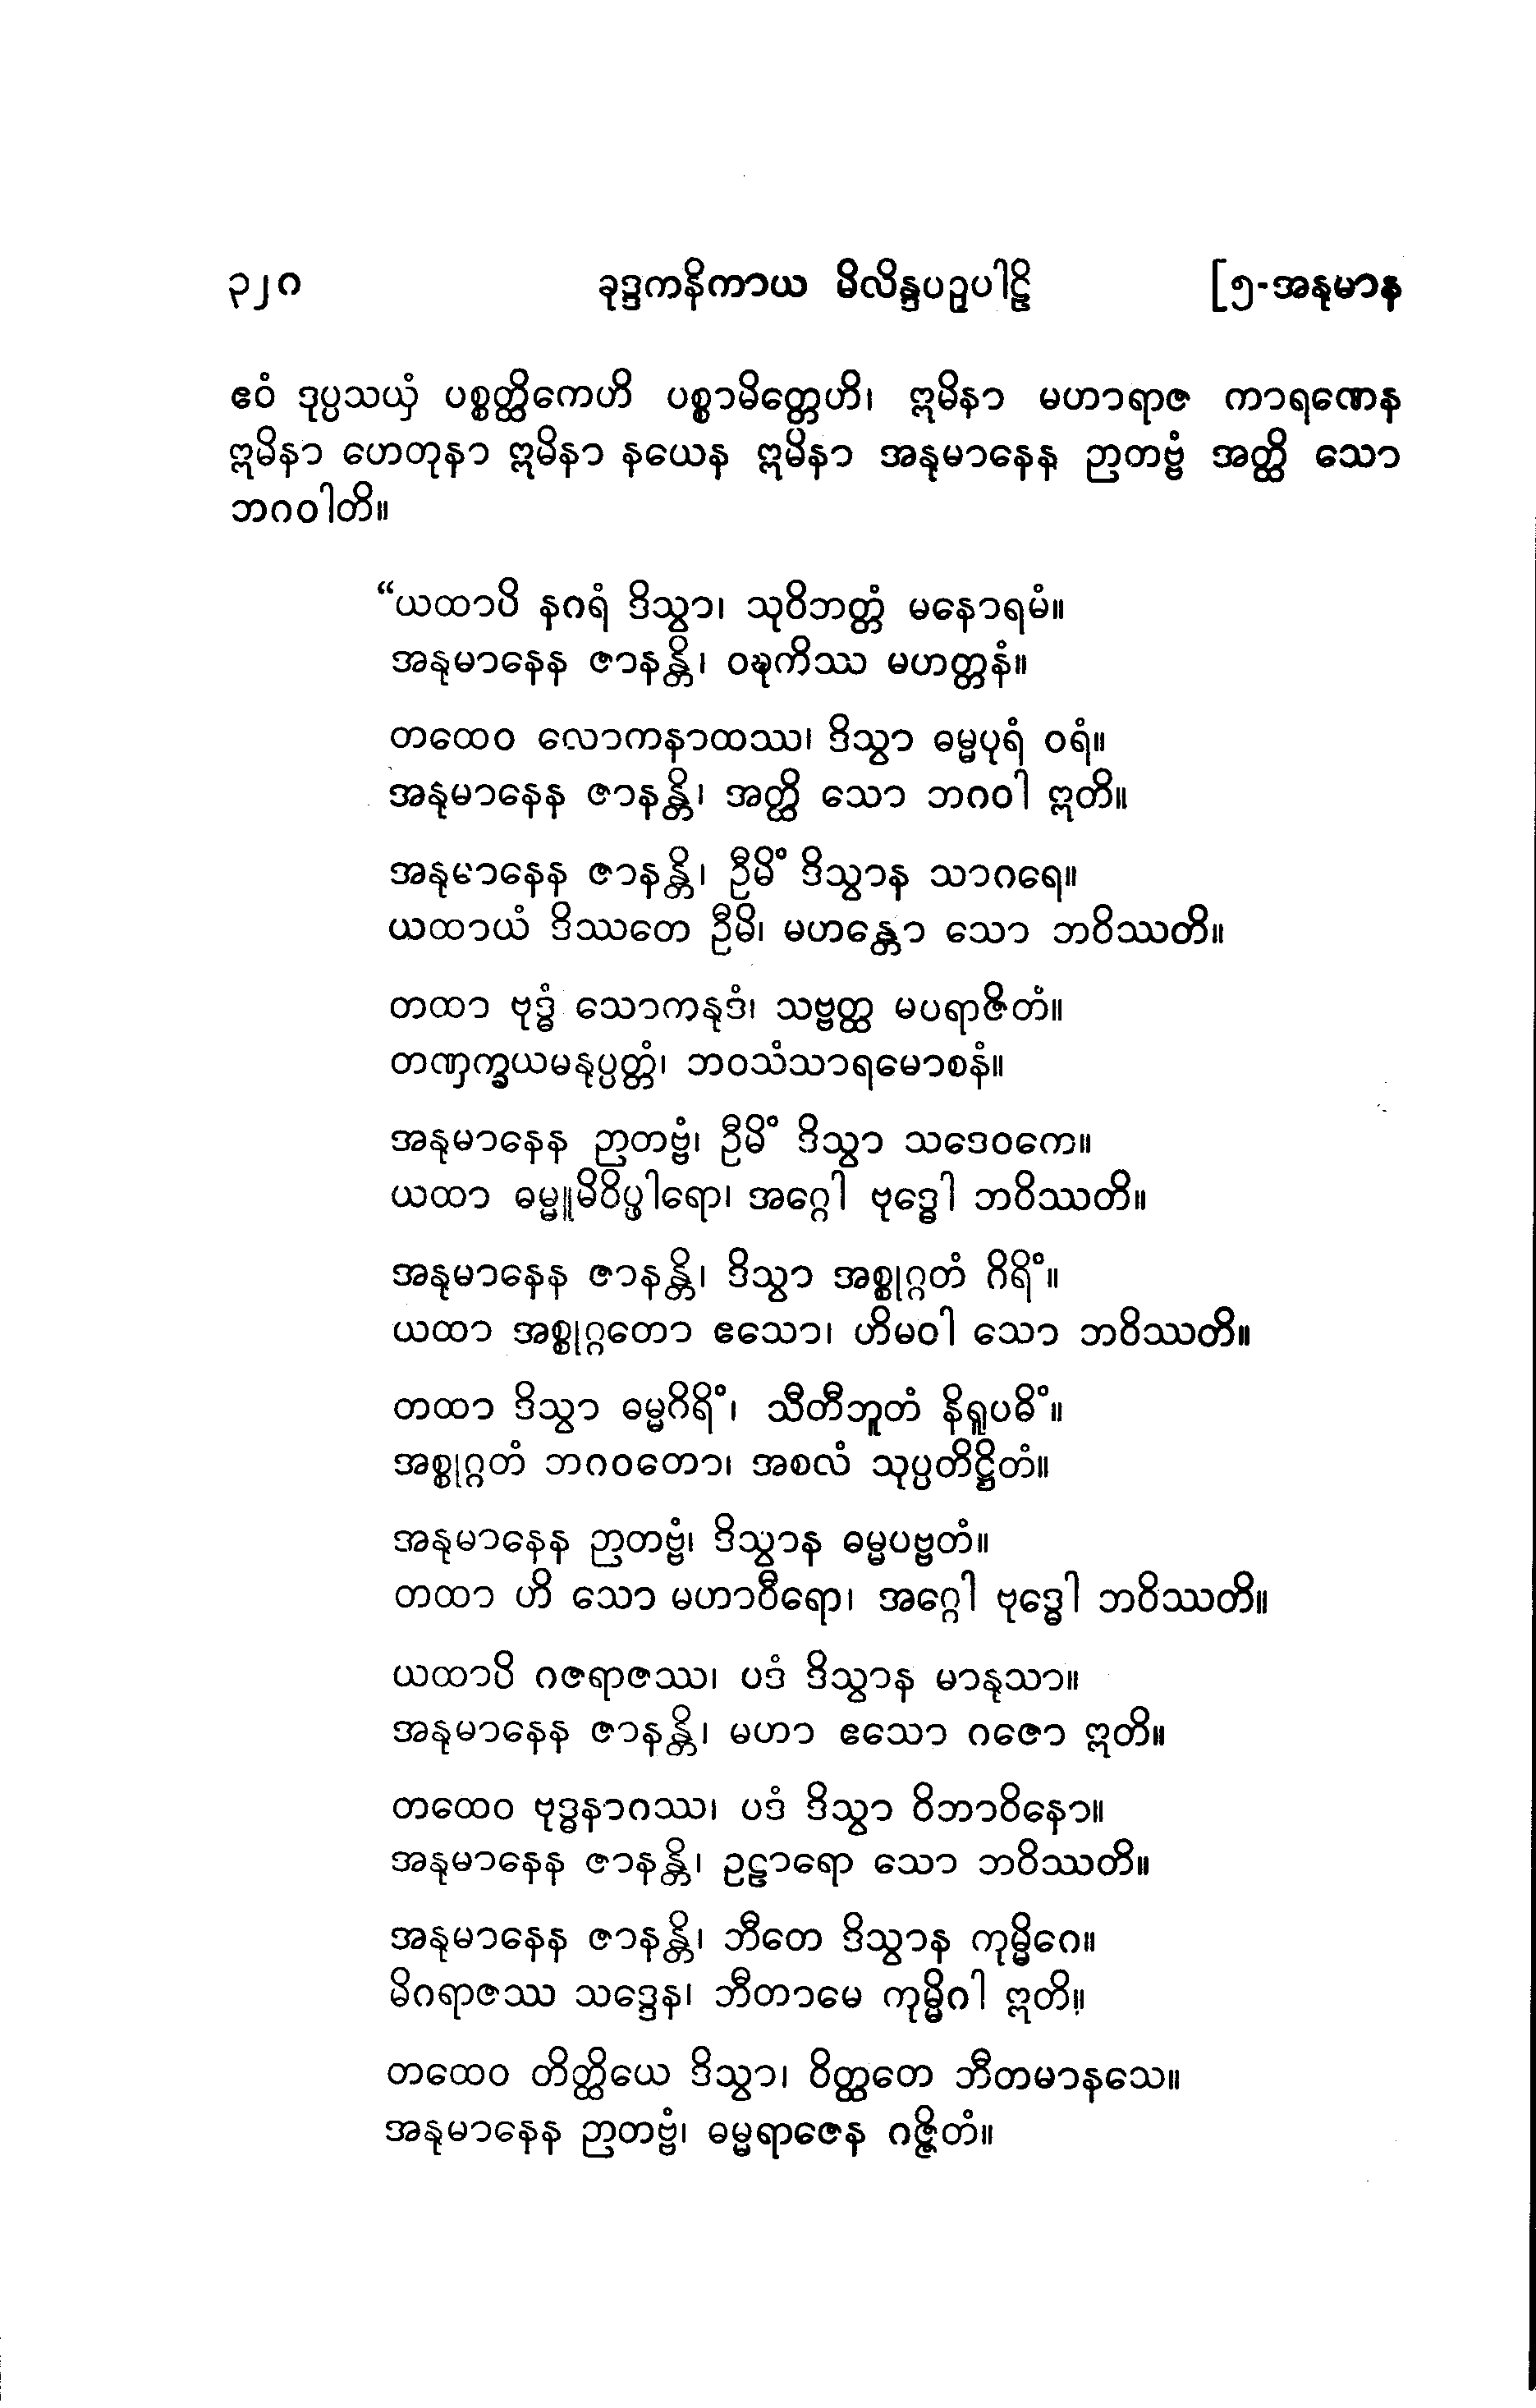 ၃၂၀ ခုဒ္ဒကနိကာယ မိလိန္ဒပဉှပါဠိ [၅-အနုမာန
ဧဝံ ဒုပ္ပသယှံ ပစ္စတ္ထိကေဟိ ပစ္စာမိတ္တေဟိ၊ ဣမိနာ မဟာရာဇ ကာရဏေန
ဣမိနာ ဟေတုနာ ဣမိနာ နယေန ဣမိနာ အနုမာနေန ဉာတဗ္ဗံ အတ္ထိ သော
ဘဂဝါတိ။
“ယထာပိ နဂရံ ဒိသွာ၊ သုဝိဘတ္တံ မနောရမံ။
အနုမာနေန ဇာနန္တိ၊ ဝဍ္ဎကိဿ မဟတ္တနံ။
တထေဝ လောကနာထဿ၊ ဒိသွာ ဓမ္မပုရံ ဝရံ။
အနုမာနေန ဇာနန္တိ၊ အတ္ထိ သော ဘဂဝါ ဣတိ။
အနုမာနေန ဇာနန္တိ၊ ဦမိံ ဒိသွာန သာဂရေ။
ယထာယံ ဒိဿတေ ဦမိ၊ မဟန္တော သော ဘဝိဿတိ။
တထာ ဗုဒ္ဓံ သောကနုဒံ၊ သဗ္ဗတ္ထ မပရာဇိတံ။
တဏှက္ခယမနုပ္ပတ္တံ၊ ဘဝသံသာရမောစနံ။
အနုမာနေန ဉာတဗ္ဗံ၊ ဦမိံ ဒိသွာ သဒေဝကေ။
ယထာ ဓမ္မူမိဝိပ္ဖါရော၊ အဂ္ဂေါ ဗုဒ္ဓေါ ဘဝိဿတိ။
အနုမာနေန ဇာနန္တိ၊ ဒိသွာ အစ္စုဂ္ဂတံ ဂိရိံ။
ယထာ အစ္စုဂ္ဂတော ဧသော၊ ဟိမဝါ သော ဘဝိဿတိ။
တထာ ဒိသွာ ဓမ္မဂိရိံ၊ သီတီဘူတံ နိရူပဓိံ။
အစ္စုဂ္ဂတံ ဘဂဝတော၊ အစလံ သုပ္ပတိဋ္ဌိတံ။
အနုမာနေန ဉာတဗ္ဗံ၊ ဒိသွာန ဓမ္မပဗ္ဗတံ။
တထာ ဟိ သော မဟာဝီရော၊ အဂ္ဂေါ ဗုဒ္ဓေါ ဘဝိဿတိ။
ယထာပိ ဂဇရာဇဿ၊ ပဒံ ဒိသွာန မာနုသာ။
အနုမာနေန ဇာနန္တိ၊ မဟာ ဧသော ဂဇော ဣတိ။
တထေဝ ဗုဒ္ဓနာဂဿ၊ ပဒံ ဒိသွာ ဝိဘာဝိနော။
အနုမာနေန ဇာနန္တိ၊ ဥဠာရော သော ဘဝိဿတိ။
အနုမာနေန ဇာနန္တိ၊ ဘီတေ ဒိသွာန ကုမ္မိဂေ။
မိဂရာဇဿ သဒ္ဒေန၊ ဘီတာမေ ကုမ္မိဂါ ဣတိ။
တထေဝ တိတ္ထိယေ ဒိသွာ၊ ဝိတ္ထတေ ဘီတမာနသေ။
အနုမာနေန ဉာတဗ္ဗံ၊ ဓမ္မရာဇေန ဂဇ္ဇိတံ။